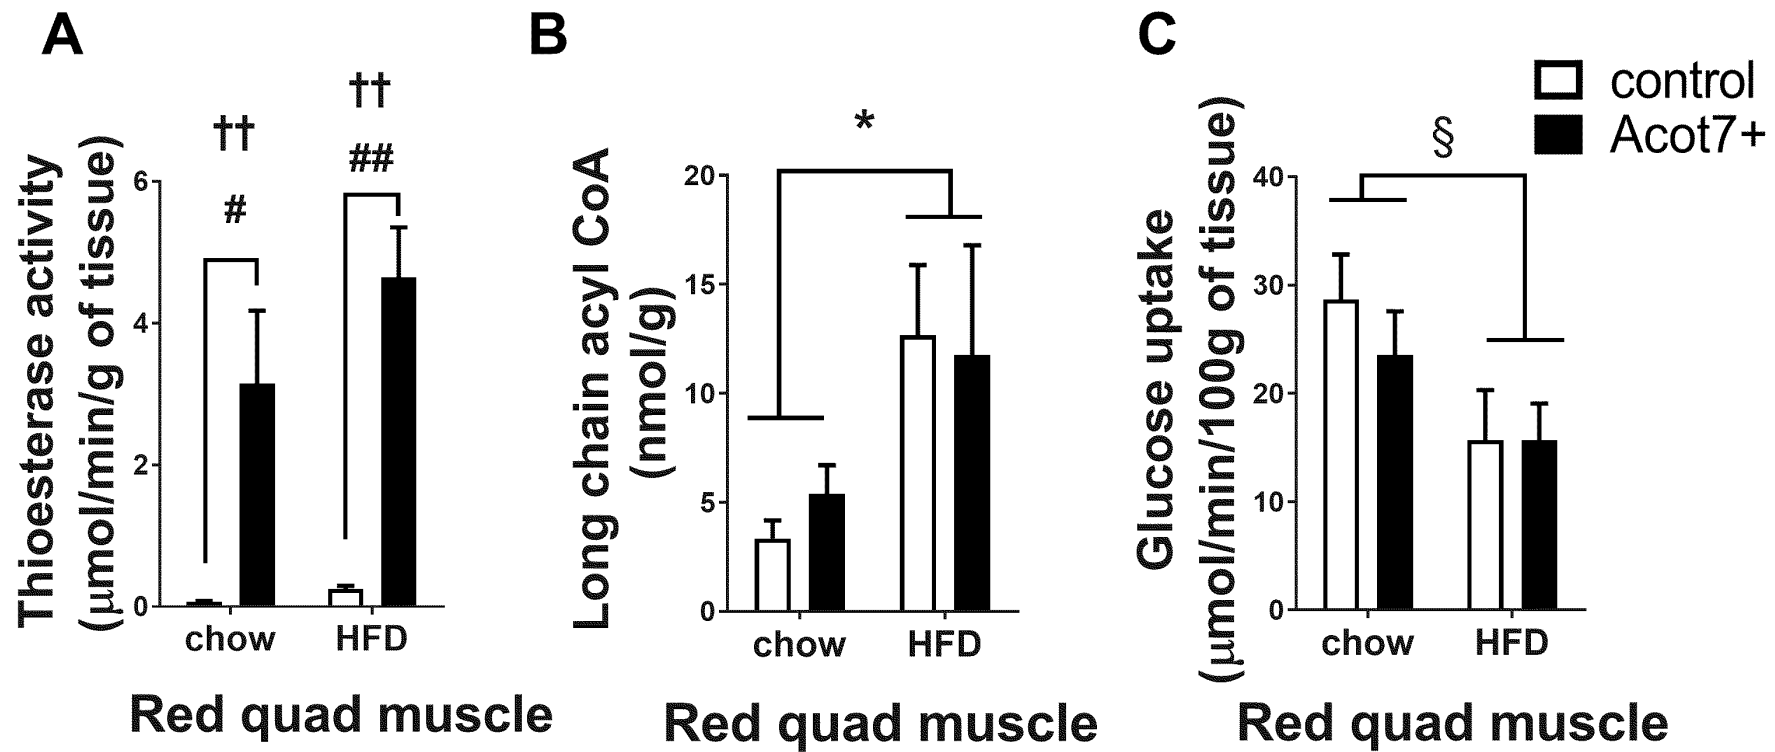 A
Thioesterase activity
(μmol/min/g of tissue)
††
#
††
##
6
4
2
0
chow
HFD
Red quad muscle
B
Long chain acyl CoA
(nmol/g)
*
20
15
10
5
0
chow
HFD
Red quad muscle
C
Glucose uptake
(μmol/min/100g of tissue)
§
40
30
20
10
0
chow
HFD
Red quad muscle
control
Acot7+